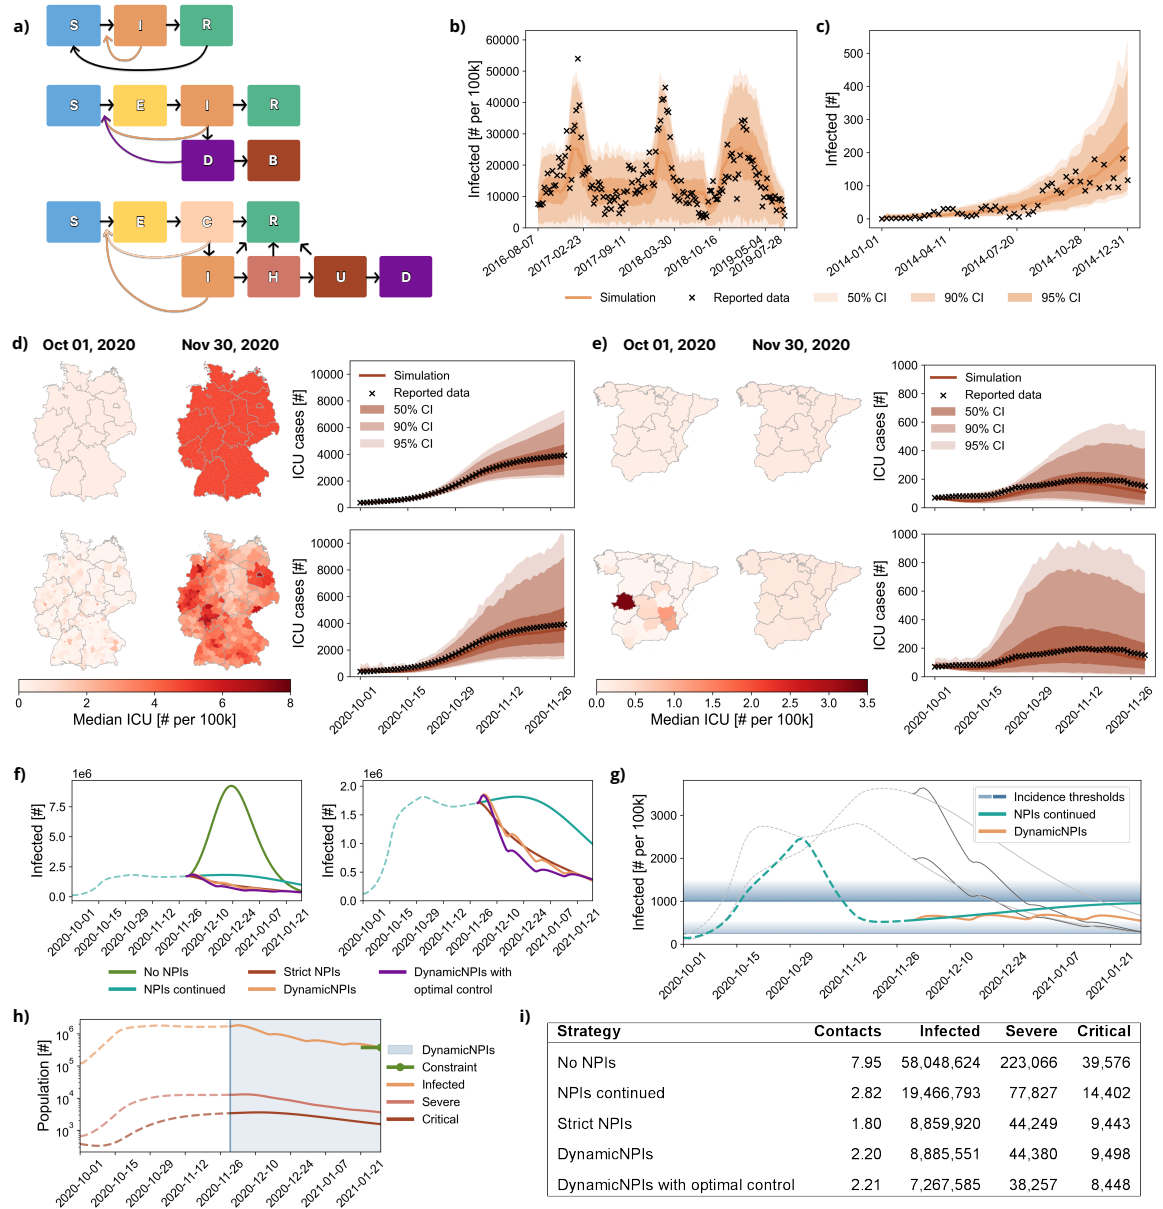 a)
S I R
S E I R
D B
S E C R
I H U D
b)
Infected [# per 100k]
60000
50000
40000
30000
20000
10000
0
2016-08-07
2017-02-23
2017-09-11
2018-03-30
2018-10-16
2019-05-04
2019-07-28
c)
Infected [#]
500
400
300
200
100
0
2014-01-01
2014-04-11
2014-07-20
2014-10-28
2014-12-31
Simulation Reported data 50% CI 90% CI 95% CI
d)
Oct 01, 2020 Nov 30, 2020
ICU cases [#]
10000
8000
6000
4000
2000
0
Simulation
Reported data
50% CI
90% CI
95% CI
ICU cases [#]
10000
8000
6000
4000
2000
0
2020-10-01
2020-10-15
2020-10-29
2020-11-12
2020-11-26
0 2 4 6 8
Median ICU [# per 100k]
e)
Oct 01, 2020 Nov 30, 2020
ICU cases [#]
1000
800
600
400
200
0
Simulation
Reported data
50% CI
90% CI
95% CI
ICU cases [#]
1000
800
600
400
200
0
2020-10-01
2020-10-15
2020-10-29
2020-11-12
2020-11-26
0.0 0.5 1.0 1.5 2.0 2.5 3.0 3.5
Median ICU [# per 100k]
f)
1e6
Infected [#]
7.5
5.0
2.5
0.0
2020-10-01
2020-10-15
2020-10-29
2020-11-12
2020-11-26
2020-12-10
2020-12-24
2021-01-07
2021-01-21
1e6
Infected [#]
2.0
1.5
1.0
0.5
0.0
2020-10-01
2020-10-15
2020-10-29
2020-11-12
2020-11-26
2020-12-10
2020-12-24
2021-01-07
2021-01-21
No NPIs Strict NPIs DynamicNPIs with
NPIs continued DynamicNPIs optimal control
g)
Infected [# per 100k]
3000
2000
1000
0
Incidence thresholds
NPIs continued
DynamicNPIs
2020-10-01
2020-10-15
2020-10-29
2020-11-12
2020-11-26
2020-12-10
2020-12-24
2021-01-07
2021-01-21
h)
Population [#]
10⁶
10⁵
10⁴
10³
2020-10-01
2020-10-15
2020-10-29
2020-11-12
2020-11-26
2020-12-10
2020-12-24
2021-01-07
2021-01-21
DynamicNPIs
Constraint
Infected
Severe
Critical
i)
Strategy Contacts Infected Severe Critical
No NPIs 7.95 58,048,624 223,066 39,576
NPIs continued 2.82 19,466,793 77,827 14,402
Strict NPIs 1.80 8,859,920 44,249 9,443
DynamicNPIs 2.20 8,885,551 44,380 9,498
DynamicNPIs with optimal control 2.21 7,267,585 38,257 8,448